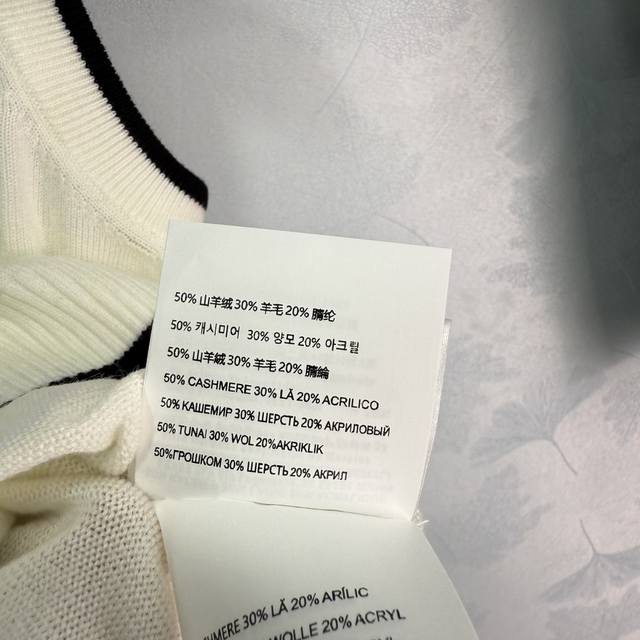 50% 山羊绒 30% 羊毛 20% 腈纶
50% 캐시미어 30% 양모 20% 아크릴
50% 山羊絨 30% 羊毛 20% 腈綸
50% CASHMERE 30% LÃ 20% ACRILICO
50% КАШЕМИР 30% ШЕРСТЬ 20% АКРИЛОВЫЙ
50% TUNAI 30% WOL 20%AKRIKLIK
50%ГРОШКОМ 30% ШЕРСТЬ 20% АКРИЛ
CASHMERE 30% LÃ 20% ARÍLIC
WOLLE 20% ACRYL